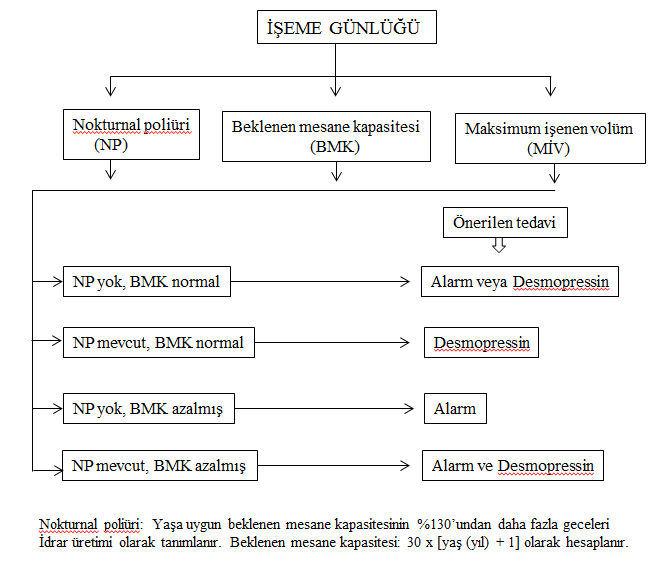 İŞEME GÜNLÜĞÜ
Nokturnal poliüri
(NP)
Beklenen mesane kapasitesi
(BMK)
Maksimum işenen volüm
(MİV)
Önerilen tedavi
NP yok, BMK normal
Alarm veya Desmopressin
NP mevcut, BMK normal
Desmopressin
NP yok, BMK azalmış
Alarm
NP mevcut, BMK azalmış
Alarm ve Desmopressin
Nokturnal poliüri: Yaşa uygun beklenen mesane kapasitesinin %130'undan daha fazla geceleri
İdrar üretimi olarak tanımlanır. Beklenen mesane kapasitesi: 30 x [yaş (yıl) + 1] olarak hesaplanır.